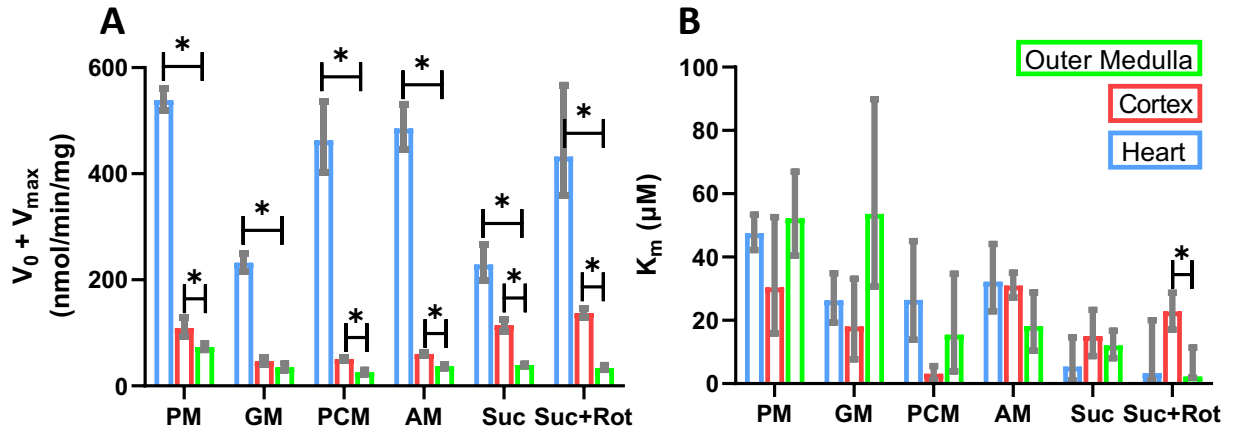 A
V0 + Vmax
(nmol/min/mg)
600
400
200
0
* * * * * *
* * * * *
PM GM PCM AM Suc Suc+Rot
B
Km (µM)
100
80
60
40
20
0
Outer Medulla
Cortex
Heart
*
PM GM PCM AM Suc Suc+Rot